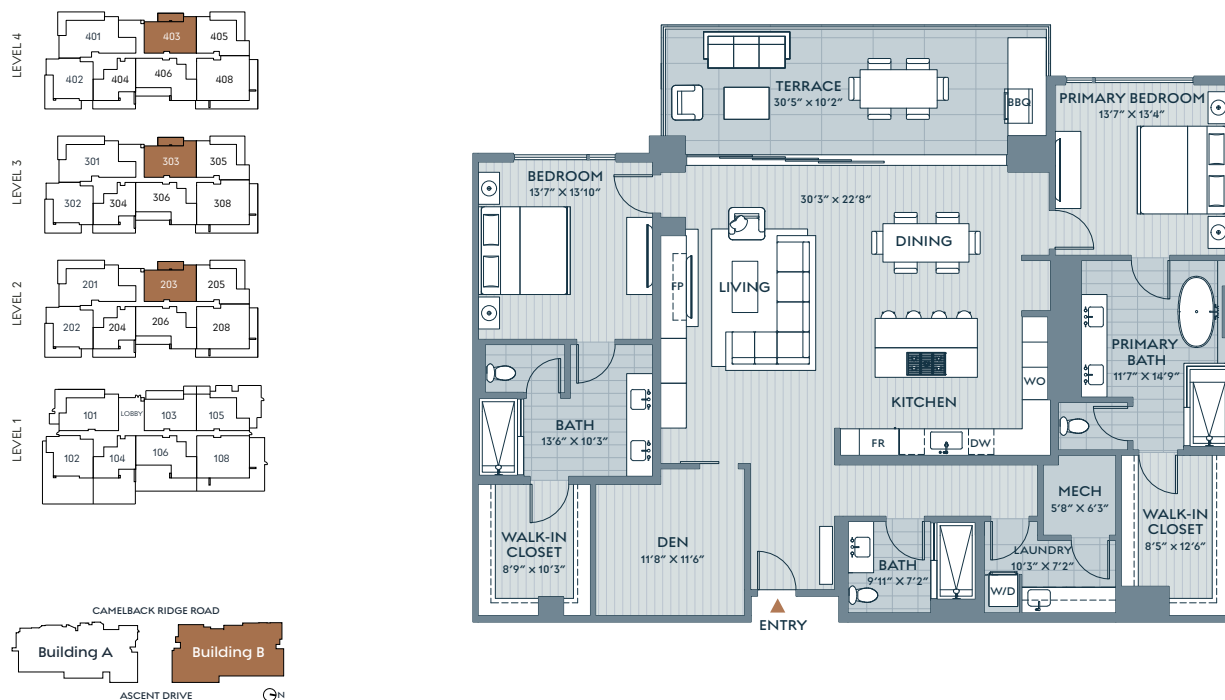 LEVEL 4
401
403
405
402
404
406
408
LEVEL 3
301
303
305
302
304
306
308
LEVEL 2
201
203
205
202
204
206
208
LEVEL 1
101
LOBBY
103
105
102
104
106
108
CAMELBACK RIDGE ROAD
Building A
Building B
ASCENT DRIVE
N
TERRACE
30'5" x 10'2"
BBQ
PRIMARY BEDROOM
13'7" X 13'4"
BEDROOM
13'7" X 13'10"
30'3" x 22'8"
DINING
FP
LIVING
PRIMARY
BATH
11'7" X 14'9"
WO
KITCHEN
BATH
13'6" X 10'3"
FR
DW
MECH
5'8" X 6'3"
WALK-IN
CLOSET
8'9" X 10'3"
DEN
11'8" X 11'6"
WALK-IN
CLOSET
8'5" X 12'6"
BATH
9'11" X 7'2"
LAUNDRY
10'3" X 7'2"
W/D
ENTRY